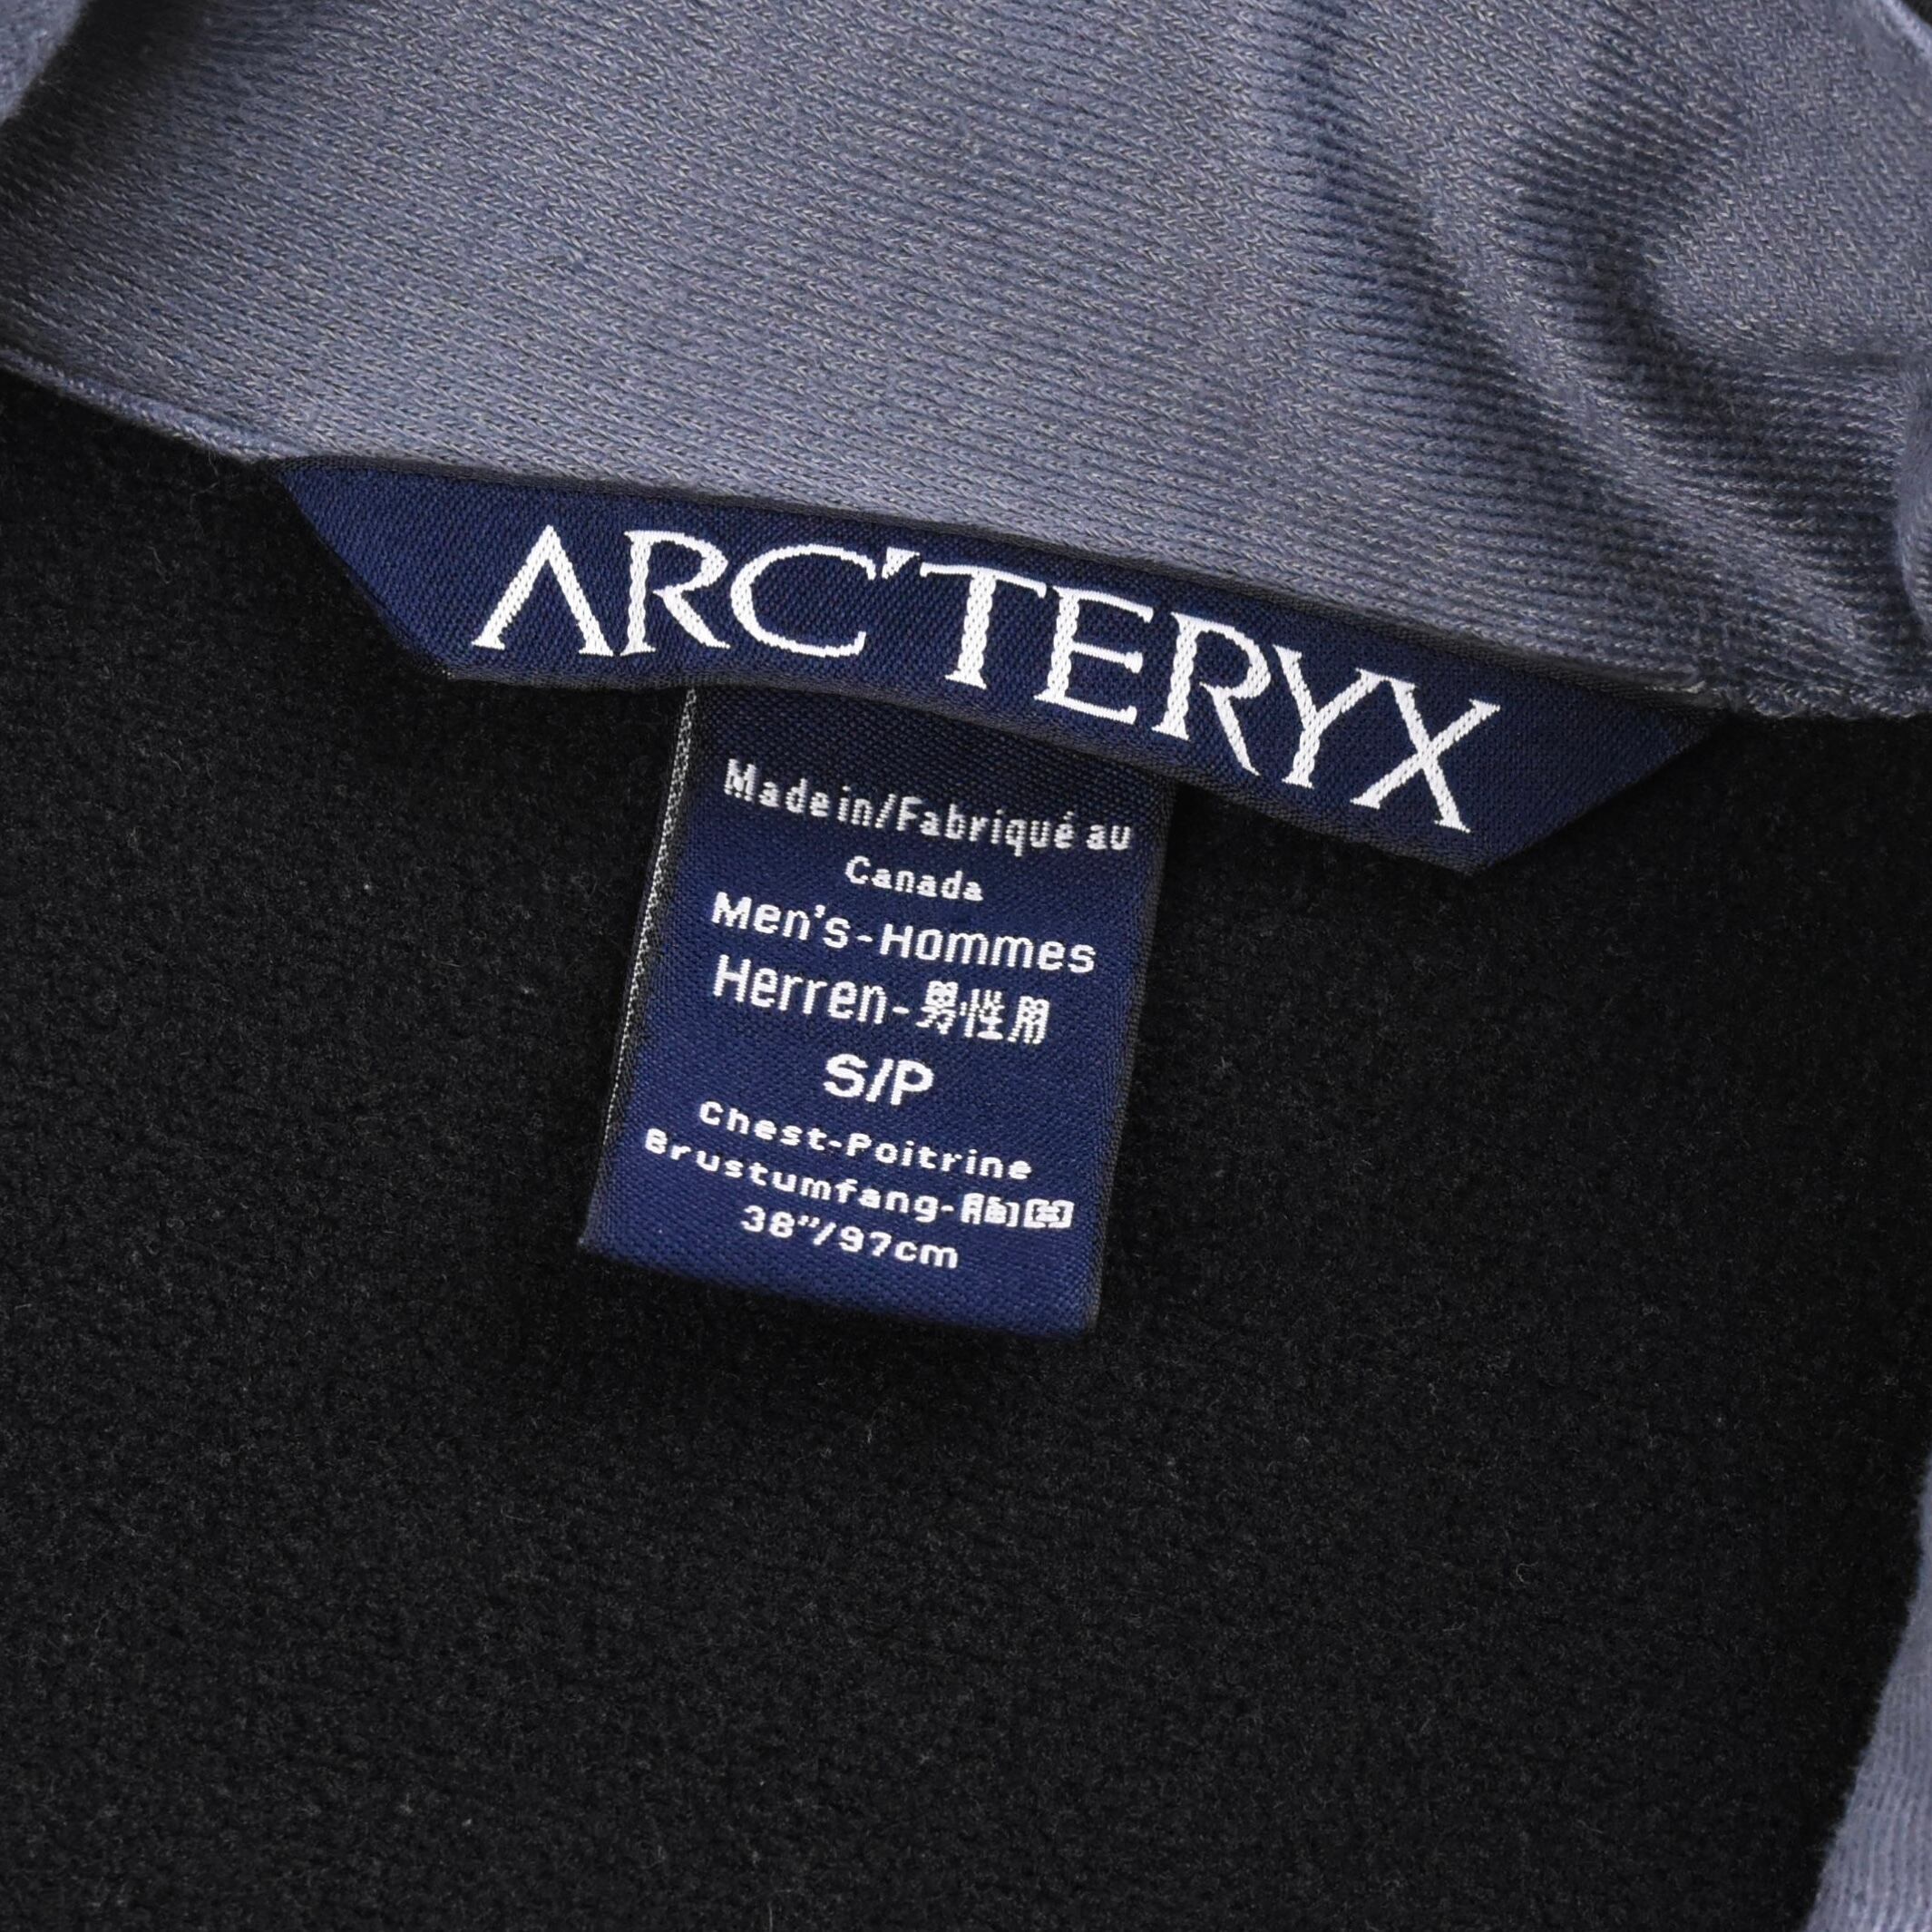 ARC'TERYX
Made in/Fabriqué au
Canada
Men's-Hommes
Herren-男性用
S/P
Chest-Poitrine
Brustumfang-胸囲
38"/97cm